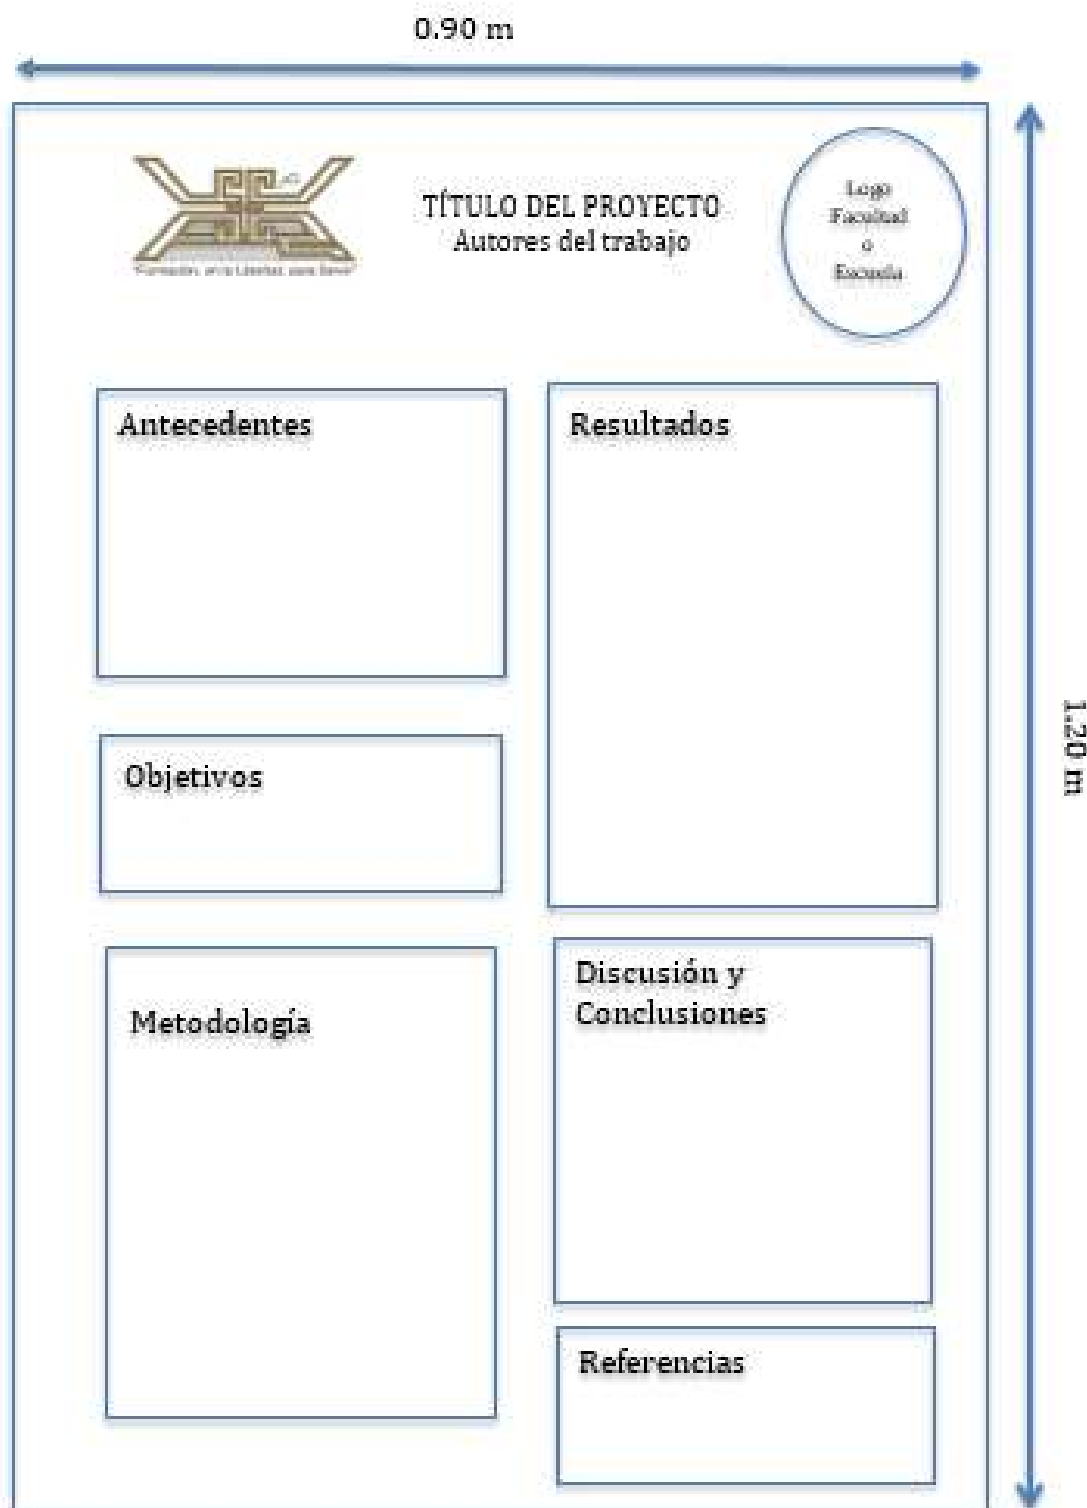 0.90 m
TÍTULO DEL PROYECTO
Autores del trabajo
Logo
Facultad
o
Escuela
Antecedentes
Resultados
Objetivos
1.20 m
Metodología
Discusión y
Conclusiones
Referencias